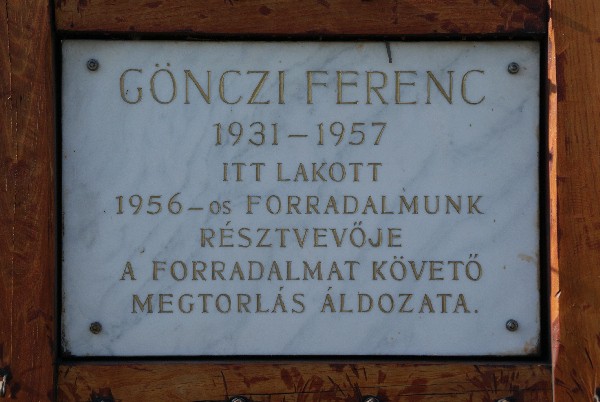 GÖNCZI FERENC
1931 – 1957
ITT LAKOTT
1956 – os FORRADALMUNK
RÉSZTVEVŐJE
A FORRADALMAT KÖVETŐ
MEGTORLÁS ÁLDOZATA.